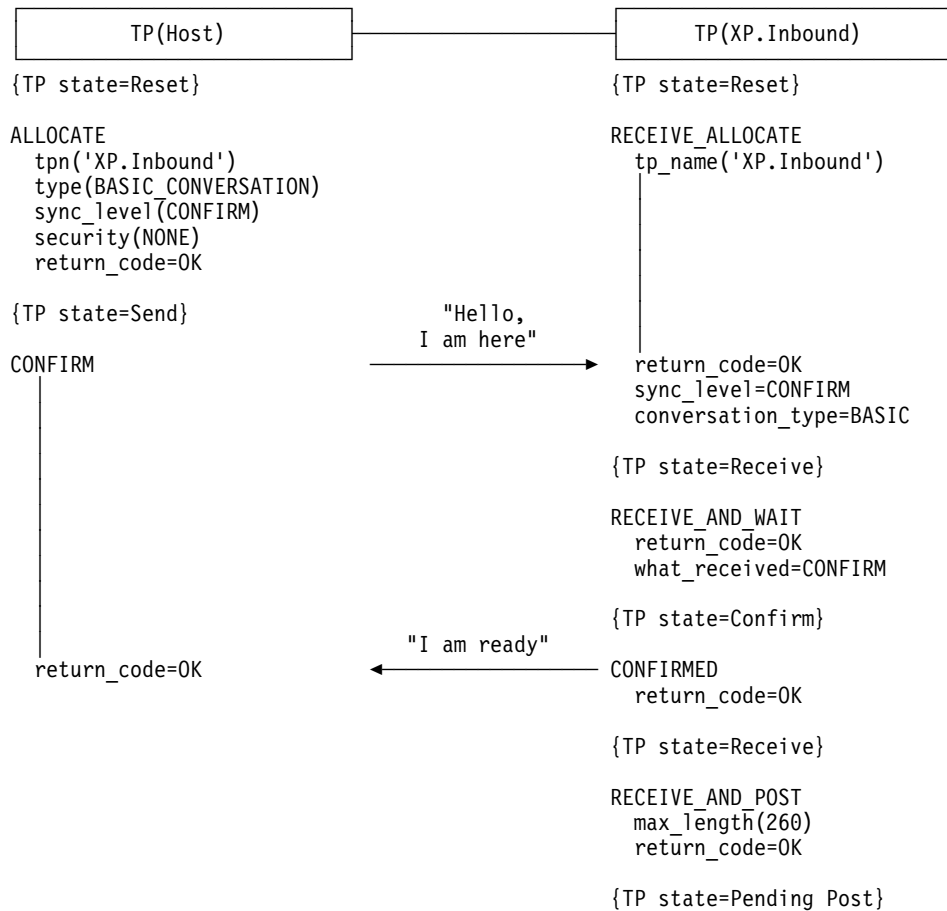 TP(Host)
TP(XP.Inbound)
{TP state=Reset}
{TP state=Reset}
ALLOCATE
tpn('XP.Inbound')
type(BASIC_CONVERSATION)
sync_level(CONFIRM)
security(NONE)
return_code=OK
RECEIVE_ALLOCATE
tp_name('XP.Inbound')
{TP state=Send}
"Hello,
I am here"
CONFIRM
return_code=OK
sync_level=CONFIRM
conversation_type=BASIC
{TP state=Receive}
RECEIVE_AND_WAIT
return_code=OK
what_received=CONFIRM
{TP state=Confirm}
"I am ready"
return_code=OK
CONFIRMED
return_code=OK
{TP state=Receive}
RECEIVE_AND_POST
max_length(260)
return_code=OK
{TP state=Pending Post}